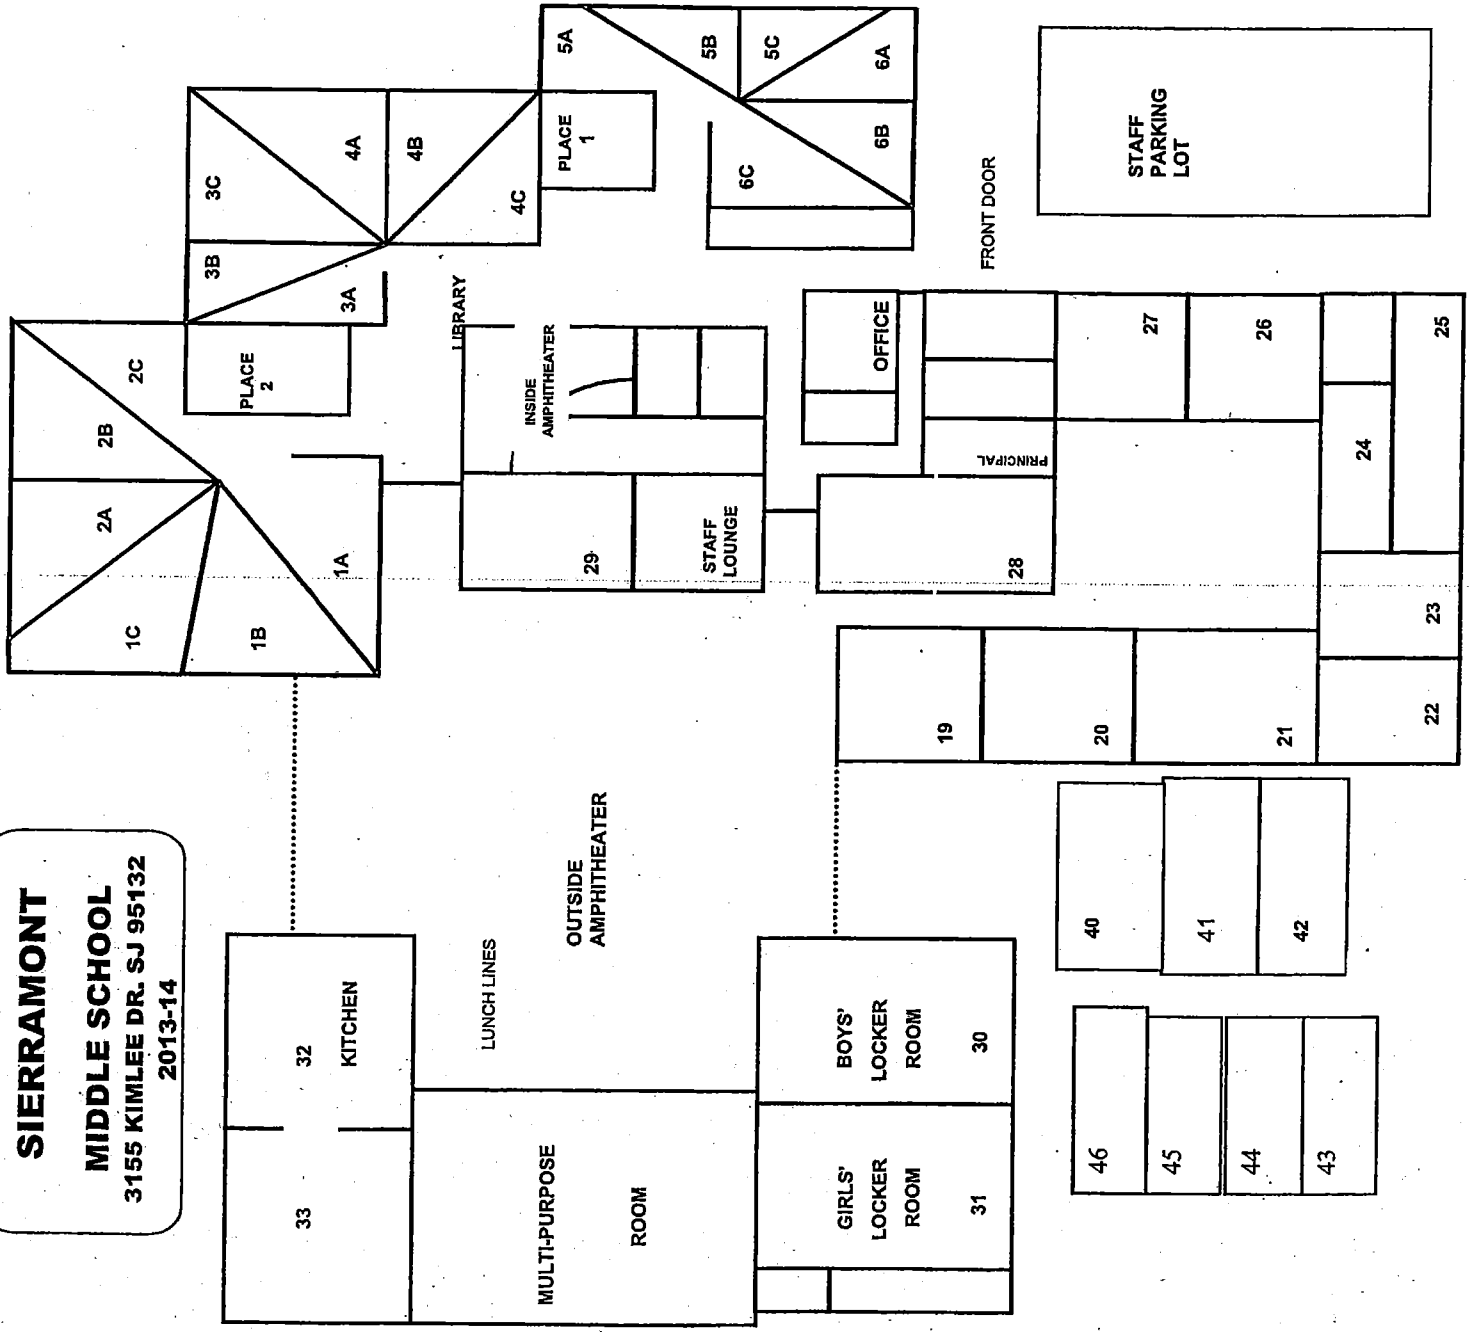 SIERRAMONT
MIDDLE SCHOOL
3155 KIMLEE DR. SJ 95132
2013-14
33
32
KITCHEN
MULTI-PURPOSE
ROOM
LUNCH LINES
OUTSIDE
AMPHITHEATER
GIRLS'
LOCKER
ROOM
31
BOYS'
LOCKER
ROOM
30
46
45
44
43
40
41
42
1C
1B
1A
2A
2B
2C
PLACE
2
3A
3B
3C
4A
4B
4C
PLACE
1
5A
5B
5C
6A
6B
6C
LIBRARY
INSIDE
AMPHITHEATER
29
STAFF
LOUNGE
OFFICE
FRONT DOOR
PRINCIPAL
28
27
26
25
24
23
22
21
20
19
STAFF
PARKING
LOT